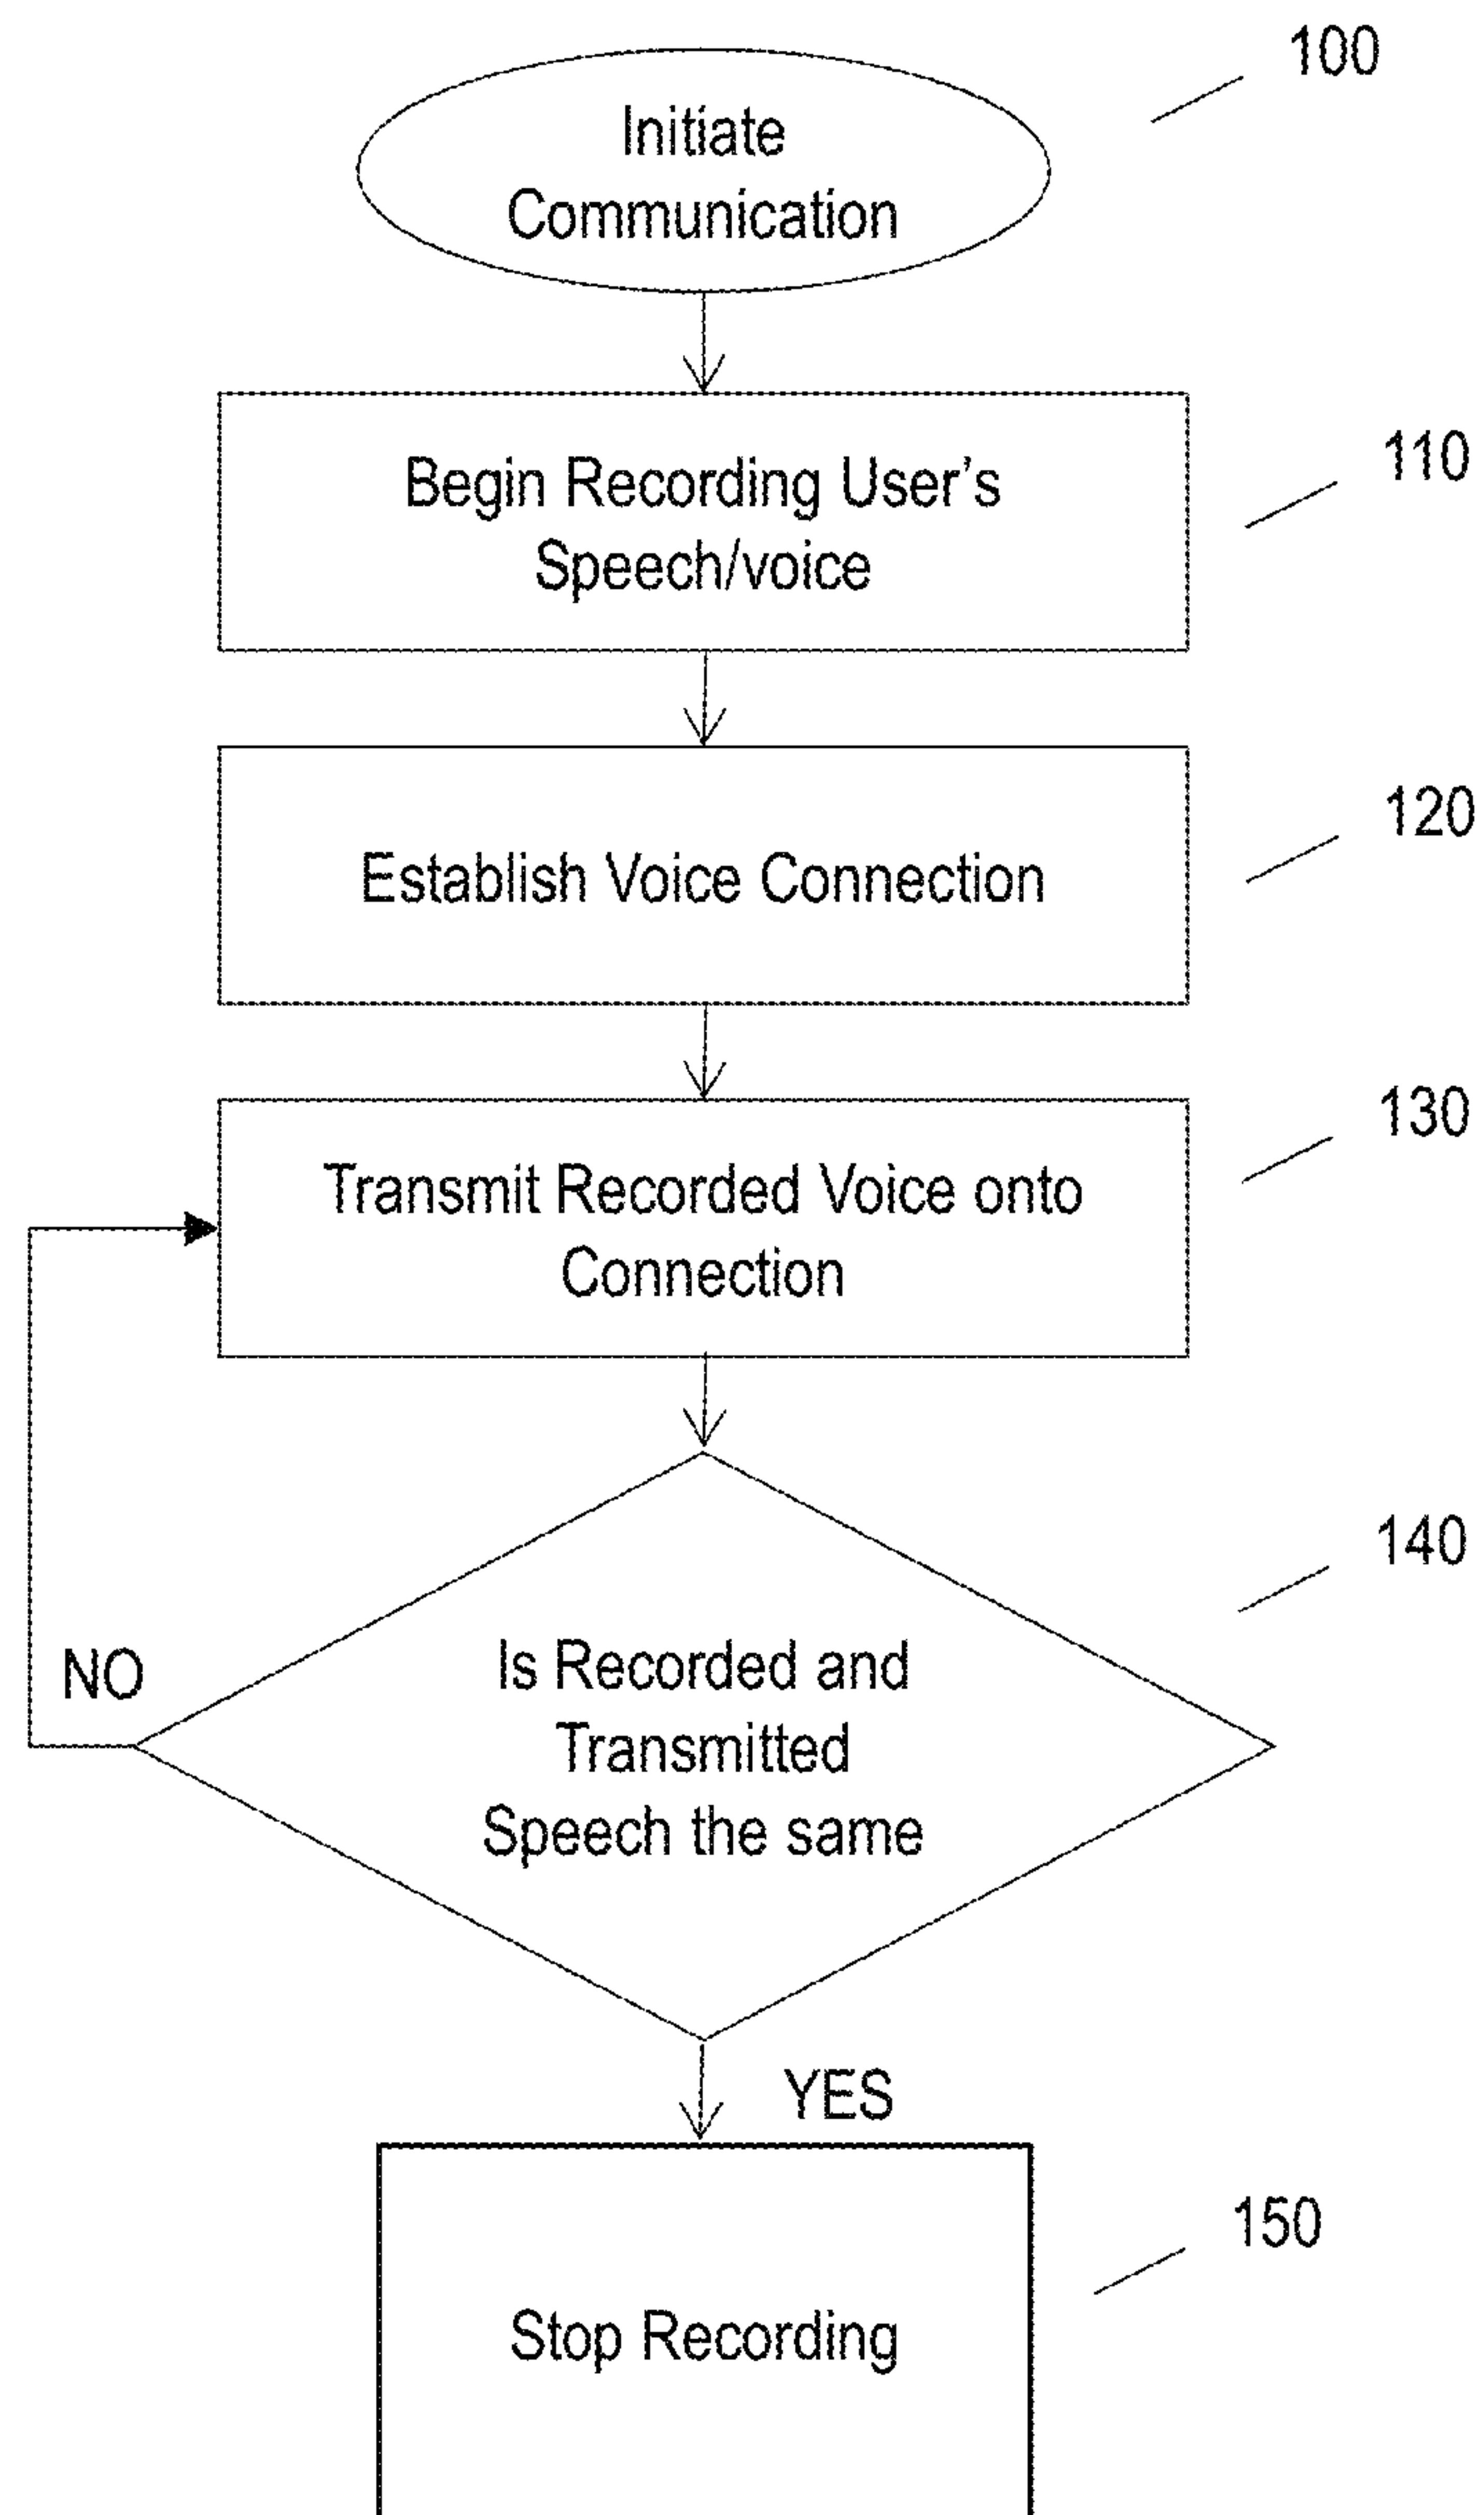 100
Initiate
Communication
110
Begin Recording User's
Speech/voice
120
Establish Voice Connection
130
Transmit Recorded Voice onto
Connection
140
NO
Is Recorded and
Transmitted
Speech the same
YES
150
Stop Recording